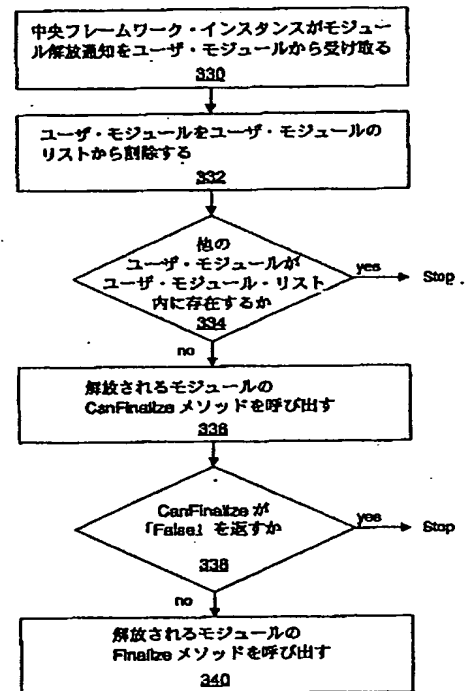 中央フレームワーク・インスタンスがモジュー
ル解放通知をユーザ・モジュールから受け取る
330
ユーザ・モジュールをユーザ・モジュールの
リストから削除する
332
他の
ユーザ・モジュールが
ユーザ・モジュール・リスト
内に存在するか
334
yes
Stop
no
解放されるモジュールの
CanFinalize メソッドを呼び出す
336
CanFinalize が
「False」を返すか
338
yes
Stop
no
解放されるモジュールの
Finalize メソッドを呼び出す
340